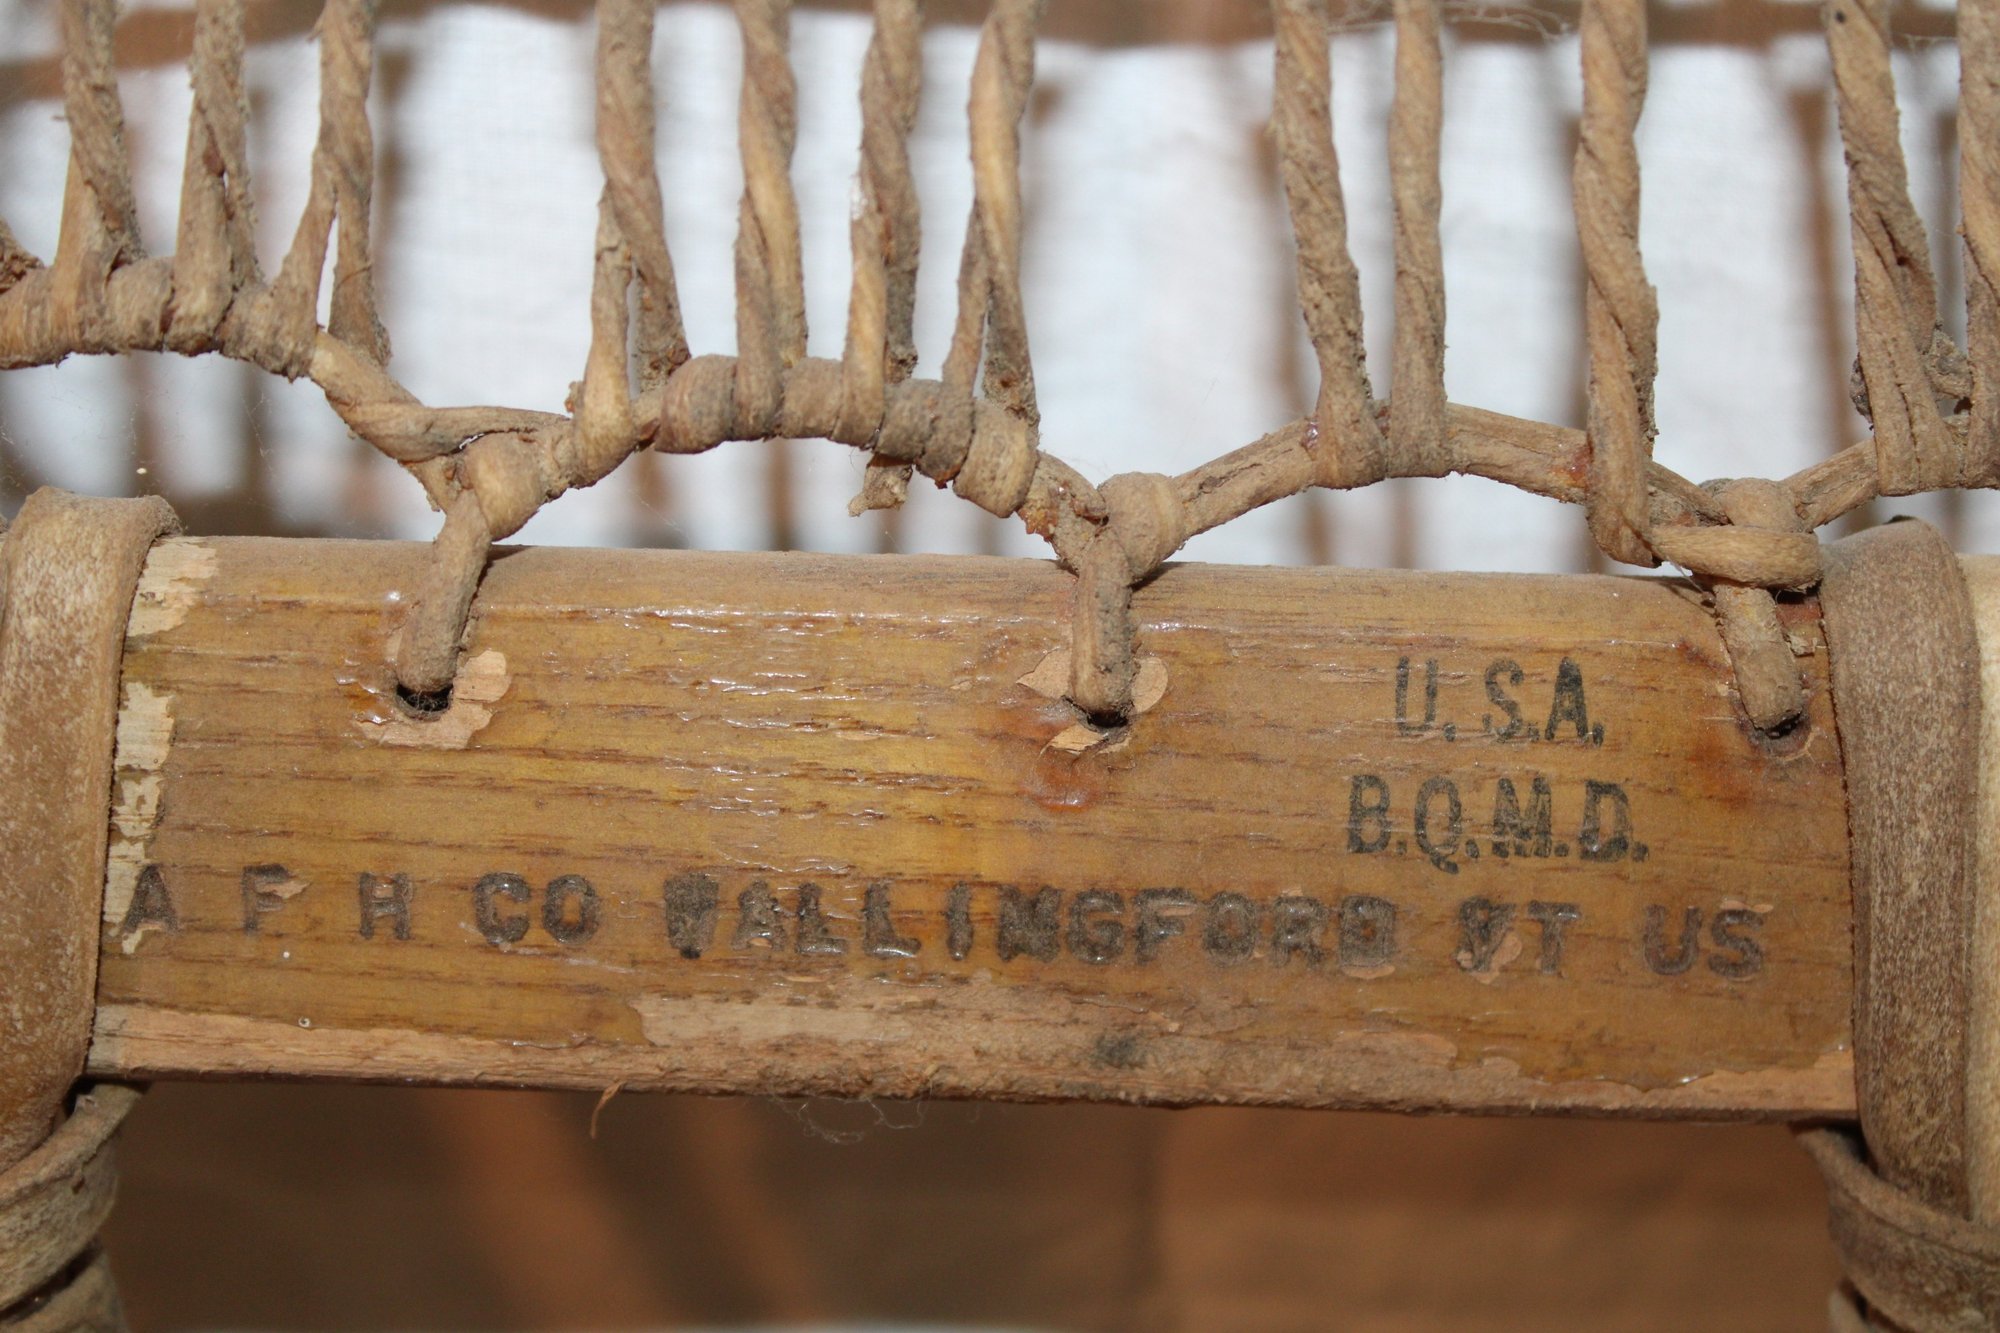 U.S.A.
B.Q.M.D.
A F H CO WALLINGFORD VT US